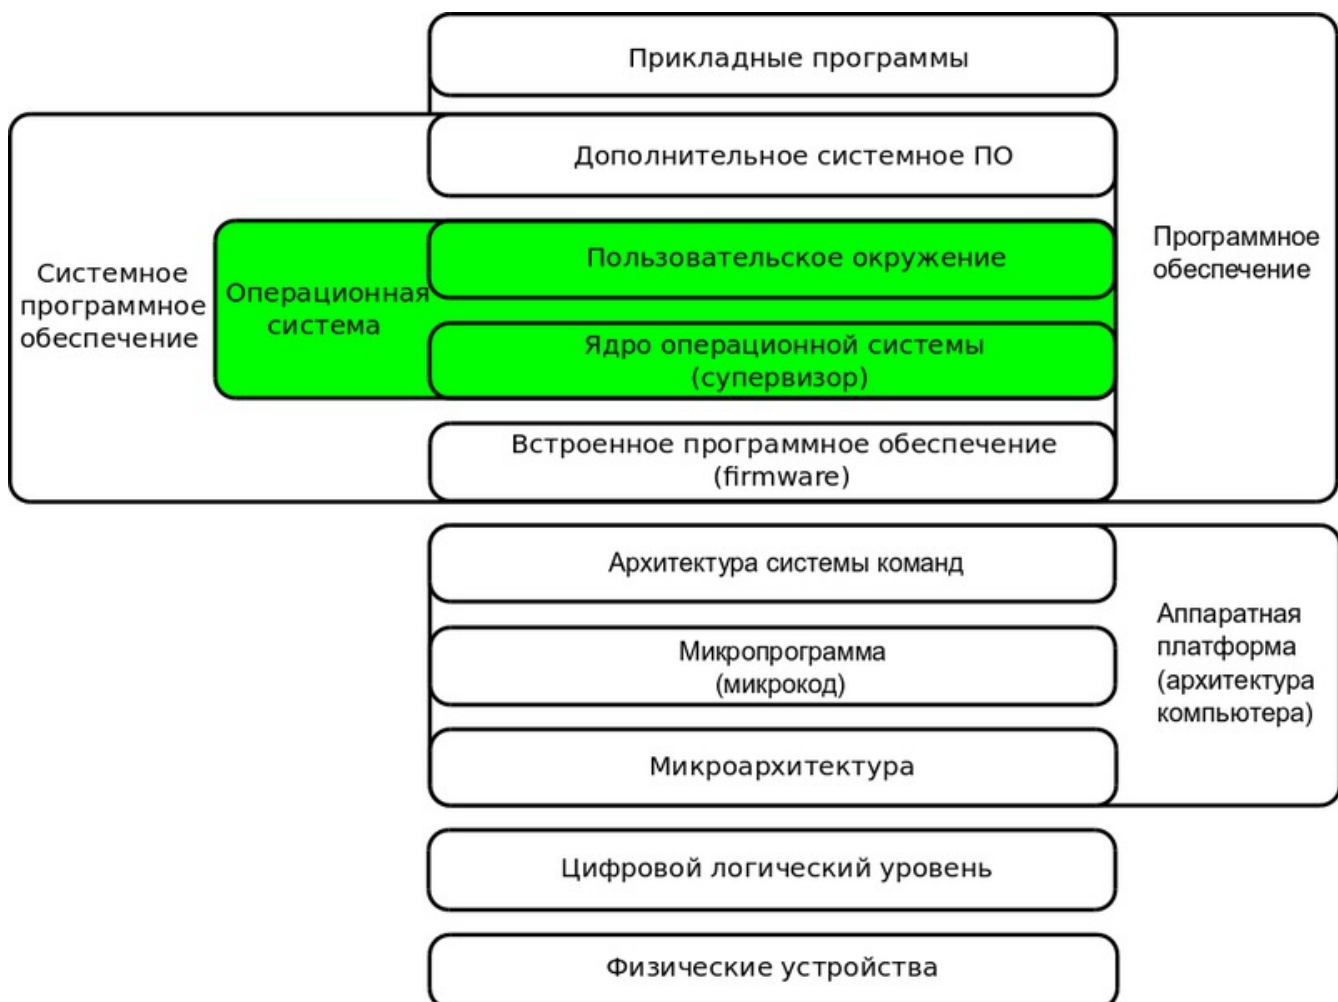 Прикладные программы
Дополнительное системное ПО
Системное
программное
обеспечение
Операционная
система
Пользовательское окружение
Ядро операционной системы
(супервизор)
Встроенное программное обеспечение
(firmware)
Программное
обеспечение
Архитектура системы команд
Микропрограмма
(микрокод)
Микроархитектура
Аппаратная
платформа
(архитектура
компьютера)
Цифровой логический уровень
Физические устройства